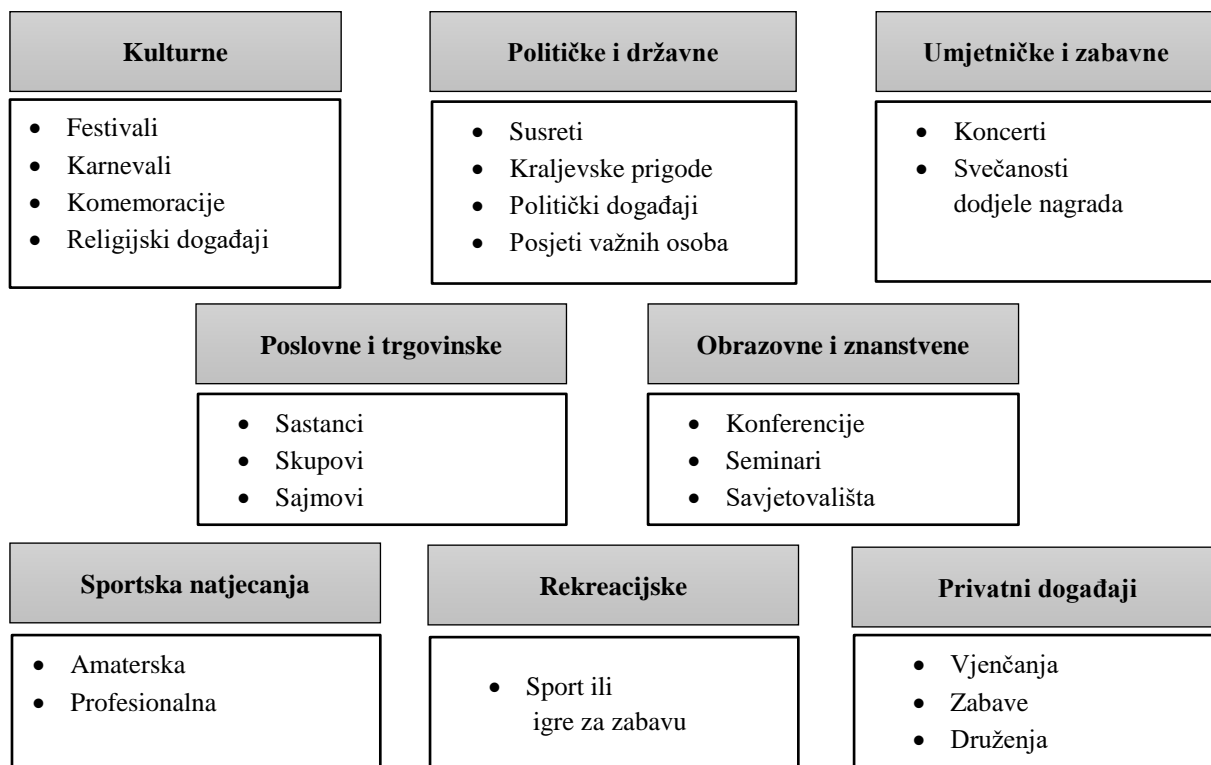 Kulturne
• Festivali
• Karnevali
• Komemoracije
• Religijski događaji
Političke i državne
• Susreti
• Kraljevske prigode
• Politički događaji
• Posjeti važnih osoba
Umjetničke i zabavne
• Koncerti
• Svečanosti
dodjele nagrada
Poslovne i trgovinske
• Sastanci
• Skupovi
• Sajmovi
Obrazovne i znanstvene
• Konferencije
• Seminari
• Savjetovališta
Sportska natjecanja
• Amaterska
• Profesionalna
Rekreacijske
• Sport ili
igre za zabavu
Privatni događaji
• Vjenčanja
• Zabave
• Druženja